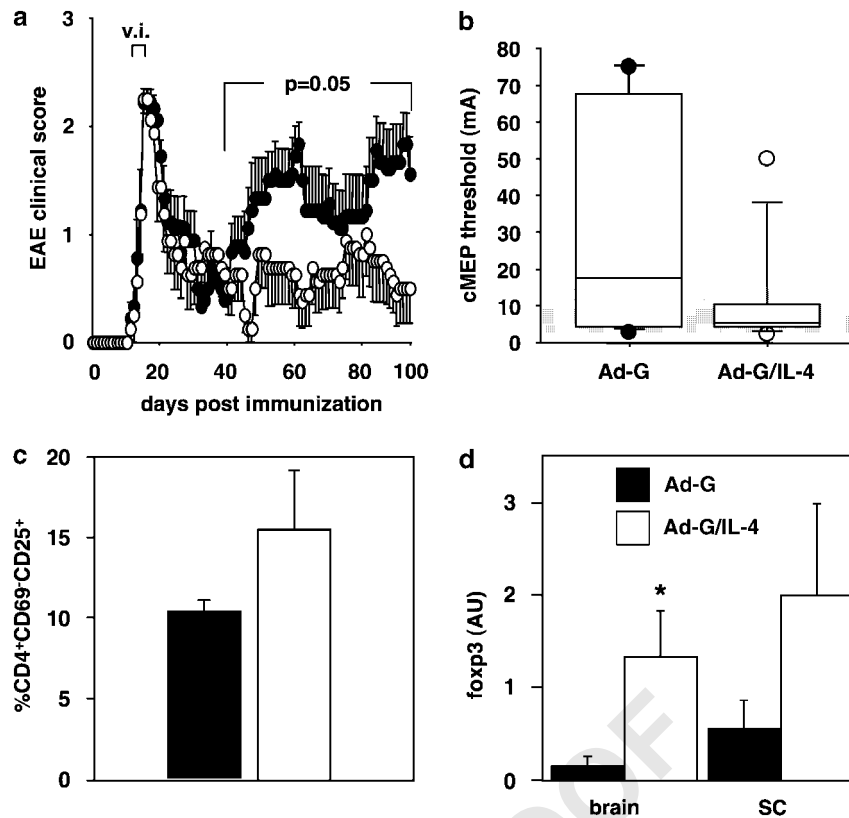 a
v.i.
p=0.05
EAE clinical score
3
2
1
0
0 20 40 60 80 100
days post immunization
b
cMEP threshold (mA)
80
70
60
50
40
30
20
10
0
Ad-G Ad-G/IL-4
c
%CD4+CD69-CD25+
20
15
10
5
0
d
Ad-G
Ad-G/IL-4
*
foxp3 (AU)
3
2
1
0
brain SC
OOF